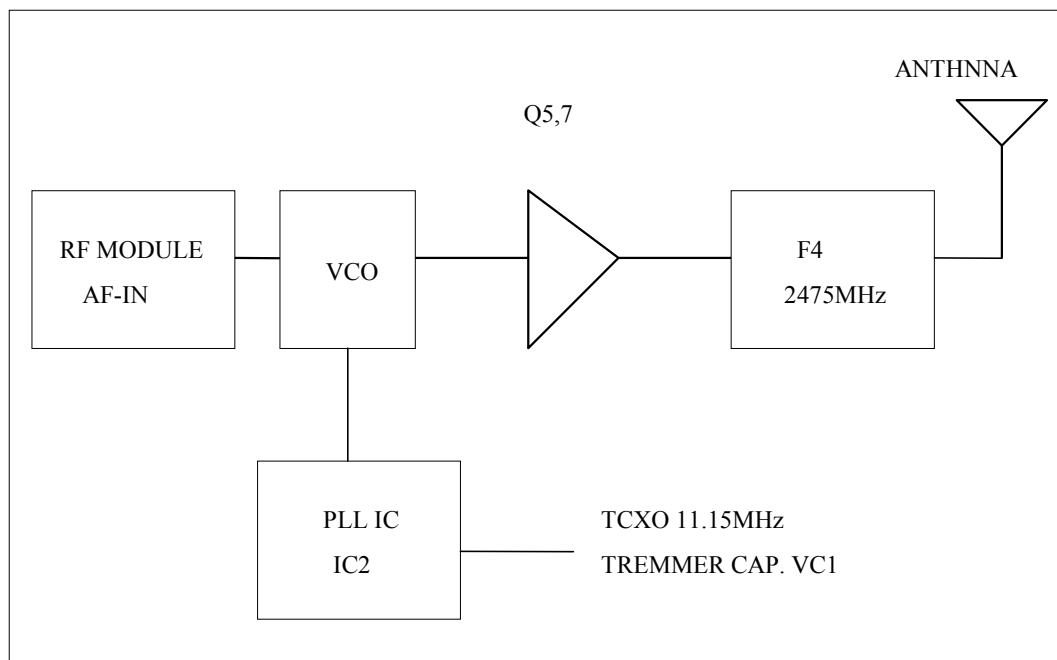 ANTHNNA
Q5,7
RF MODULE
AF-IN
VCO
F4
2475MHz
PLL IC
IC2
TCXO 11.15MHz
TREMMER CAP. VC1